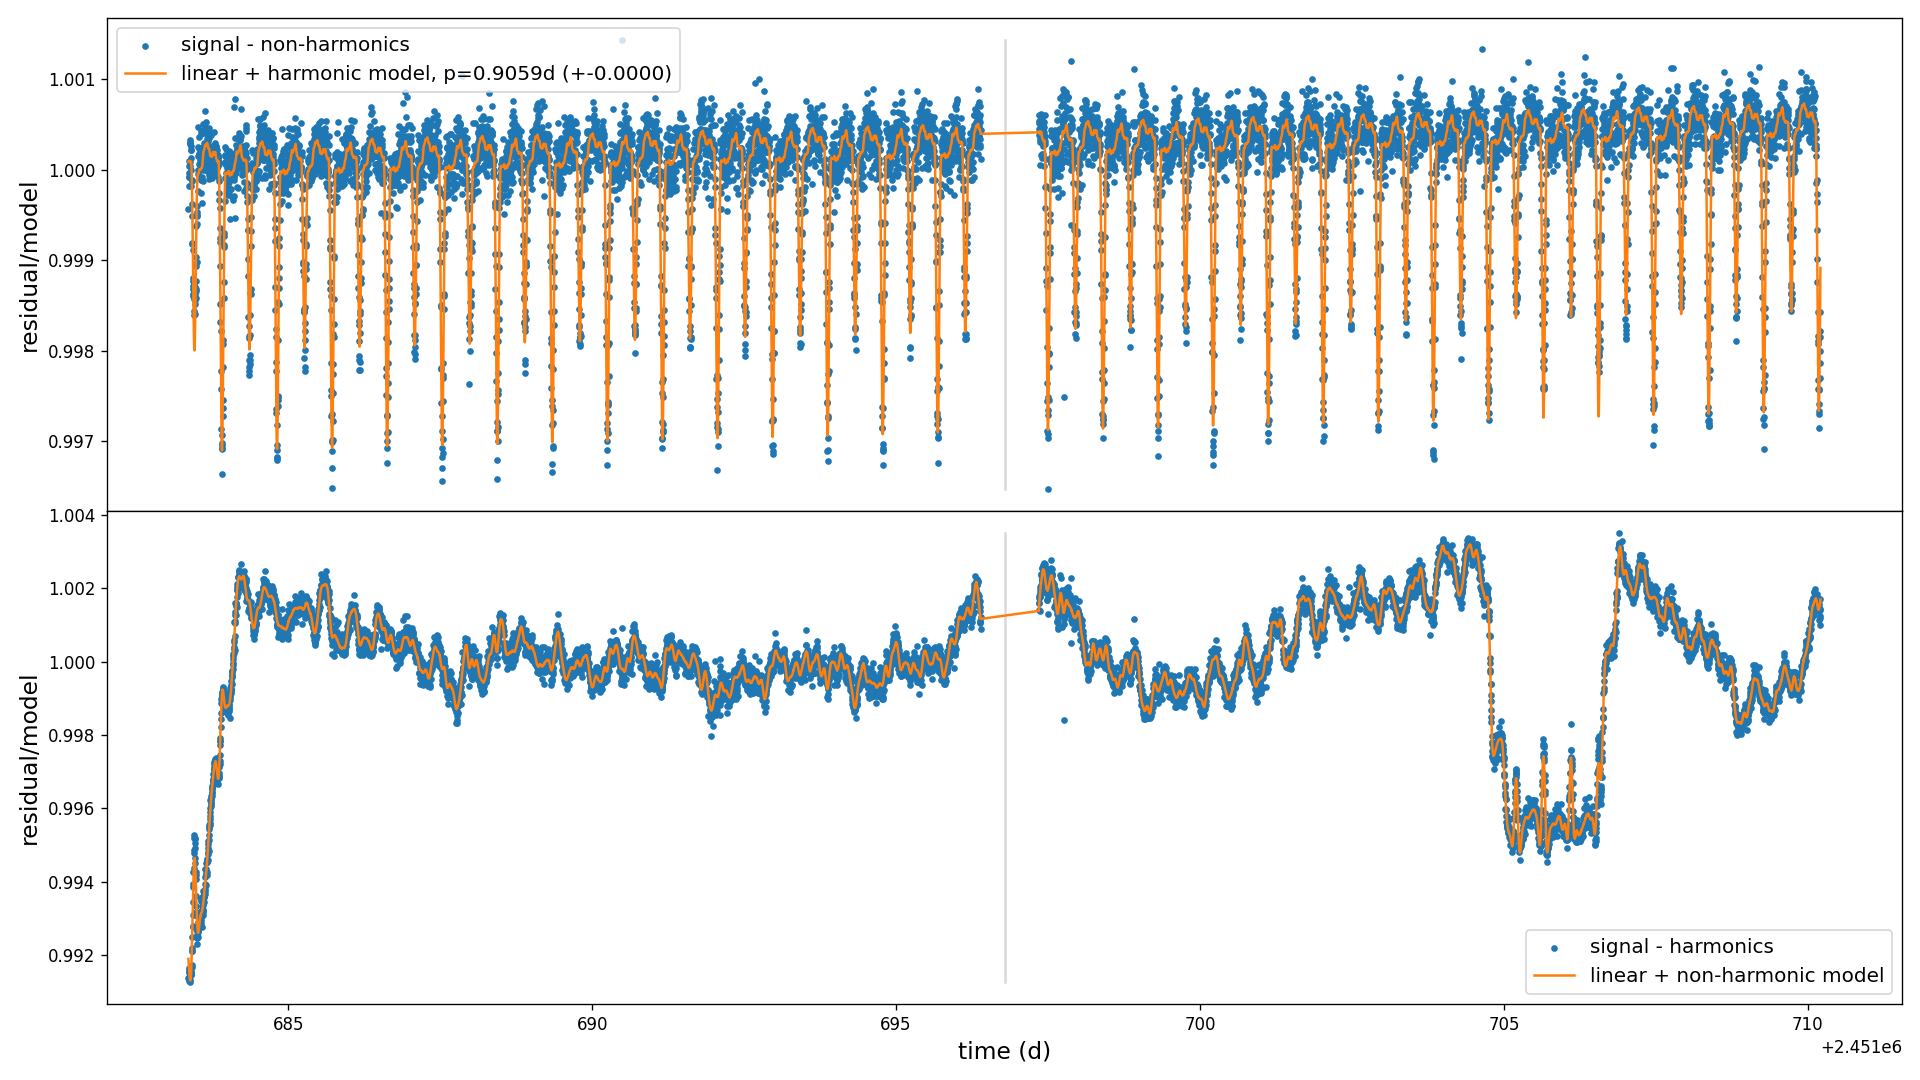 signal - non-harmonics
linear + harmonic model, p=0.9059d (+-0.0000)
1.001
1.000
0.999
0.998
0.997
residual/model
1.004
1.002
1.000
0.998
0.996
0.994
0.992
residual/model
signal - harmonics
linear + non-harmonic model
685
690
695
700
705
710
+2.451e6
time (d)